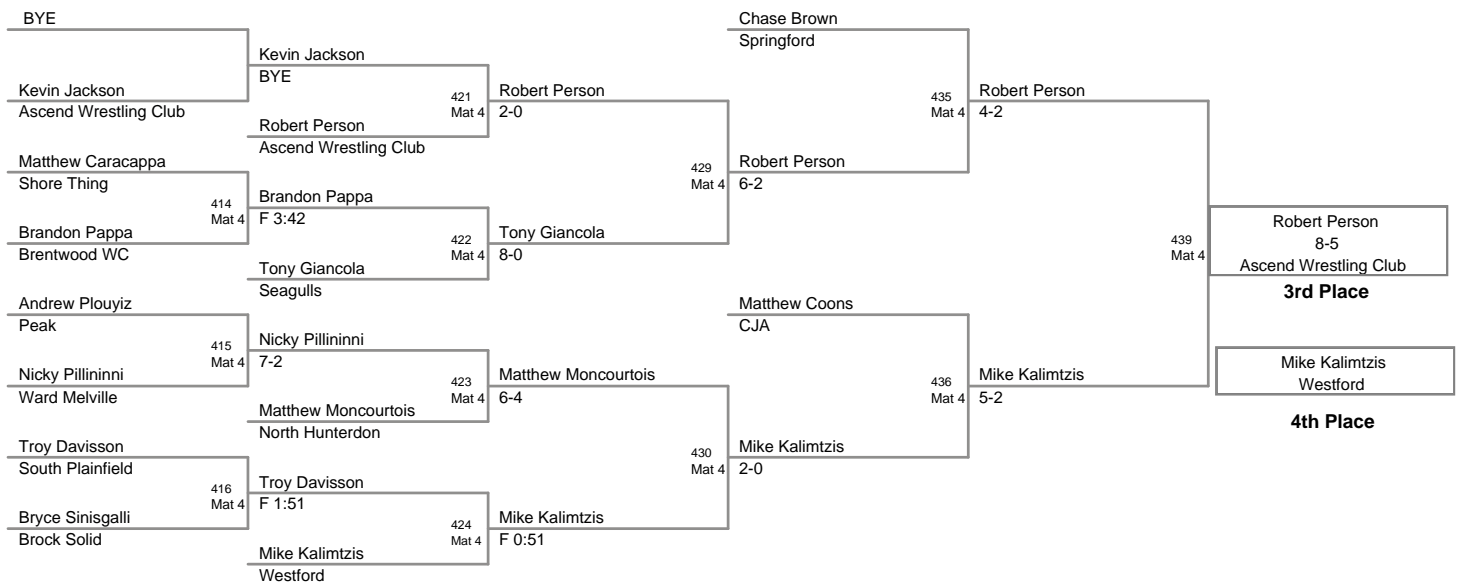 BYE
Kevin Jackson
Ascend Wrestling Club
Matthew Caracappa
Shore Thing
Brandon Pappa
Brentwood WC
Andrew Plouyiz
Peak
Nicky Pillininni
Ward Melville
Troy Davisson
South Plainfield
Bryce Sinisgalli
Brock Solid
414
Mat 4
415
Mat 4
416
Mat 4
Kevin Jackson
BYE
Robert Person
Ascend Wrestling Club
Brandon Pappa
F 3:42
Tony Giancola
Seagulls
Nicky Pillininni
7-2
Matthew Moncourtois
North Hunterdon
Troy Davisson
F 1:51
Mike Kalimtzis
Westford
421
Mat 4
422
Mat 4
423
Mat 4
424
Mat 4
Robert Person
2-0
Tony Giancola
8-0
Matthew Moncourtois
6-4
Mike Kalimtzis
F 0:51
429
Mat 4
430
Mat 4
Chase Brown
Springford
Robert Person
6-2
Matthew Coons
CJA
Mike Kalimtzis
2-0
435
Mat 4
436
Mat 4
Robert Person
4-2
Mike Kalimtzis
5-2
439
Mat 4
Robert Person
8-5
Ascend Wrestling Club
3rd Place
Mike Kalimtzis
Westford
4th Place